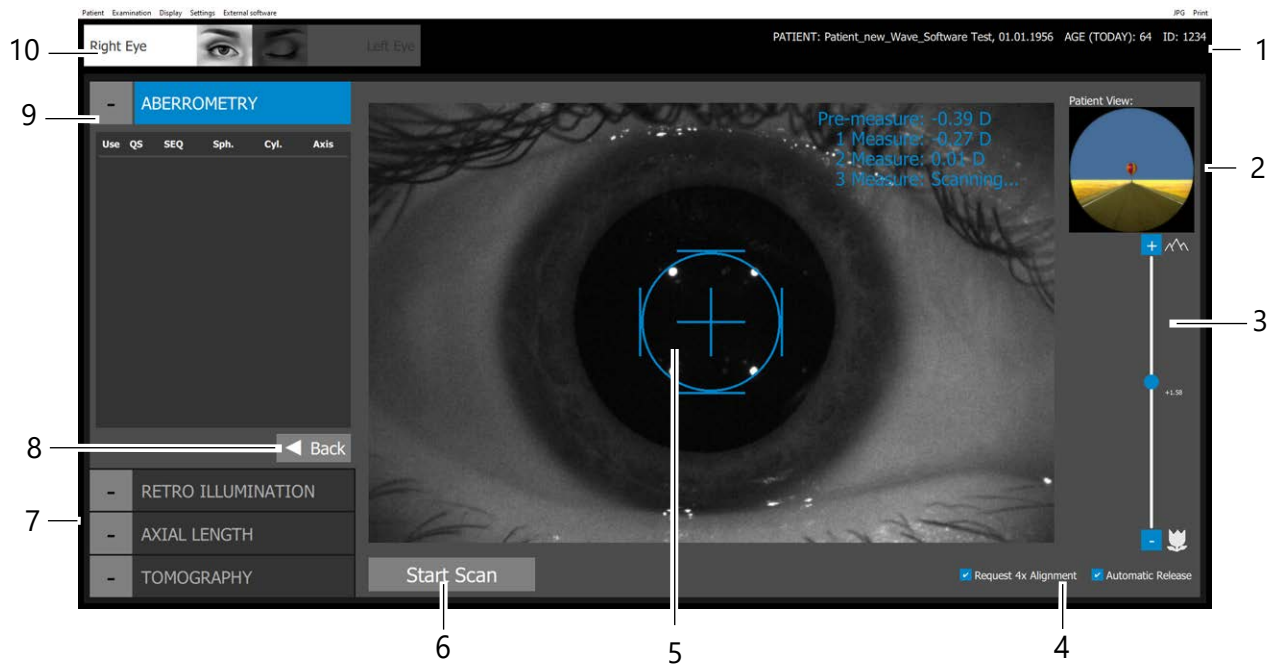 Patient Examination Display Settings External software JPG Print
Right Eye
Left Eye
PATIENT: Patient_new_Wave_Software Test, 01.01.1956 AGE (TODAY): 64 ID: 1234
10
1
- ABERROMETRY
9
Use QS SEQ Sph. Cyl. Axis
Pre-measure: -0.39 D
1 Measure: -0.27 D
2 Measure: 0.01 D
3 Measure: Scanning...
Patient View:
2
+
3
+1.58
8
Back
- RETRO ILLUMINATION
7
- AXIAL LENGTH
- TOMOGRAPHY
-
Start Scan
Request 4x Alignment Automatic Release
6
5
4